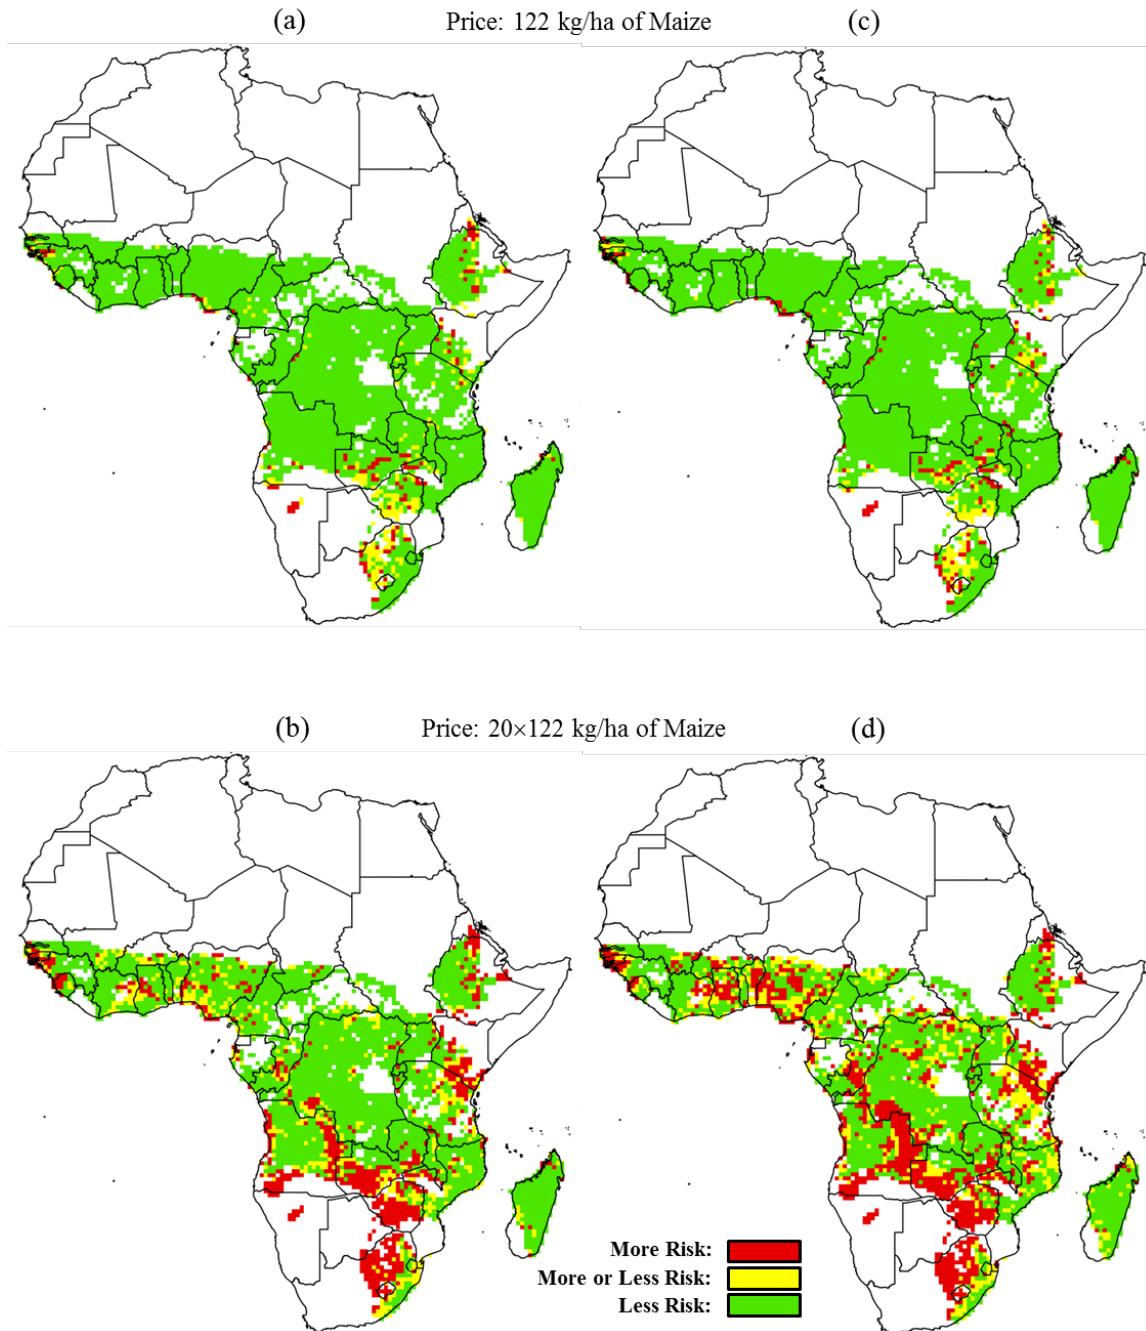 (a) Price: 122 kg/ha of Maize (c)
(b) Price: 20×122 kg/ha of Maize (d)
More Risk:
More or Less Risk:
Less Risk: